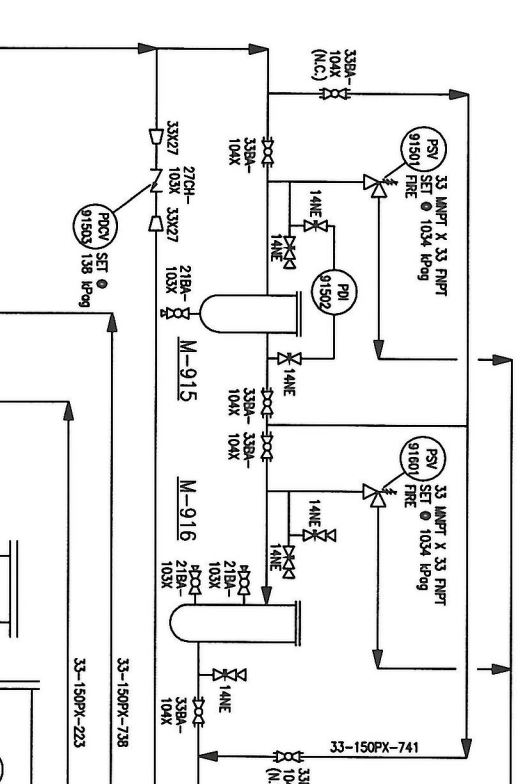 33BA-
104X
(N.C.)
33BA-
104X
PSV
91501
33 MNPT X 33 FNPT
SET @ 1034 kPag
FIRE
33X27
27CH-
103X
33X27
PDCV
91503
SET @
138 kPag
14NE
14NE
PDI
91502
21BA-
103X
M-915
14NE
33BA-
104X
33BA-
104X
PSV
91601
33 MNPT X 33 FNPT
SET @ 1034 kPag
FIRE
M-916
14NE
14NE
21BA-
103X
21BA-
103X
14NE
33BA-
104X
33-150PX-223
33-150PX-738
33-150PX-741